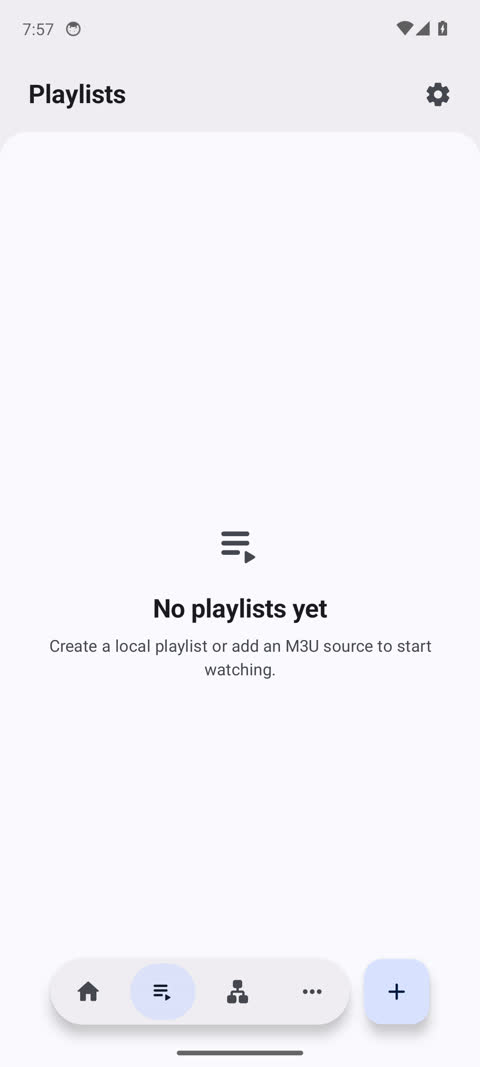 7:57
Playlists
No playlists yet
Create a local playlist or add an M3U source to start
watching.